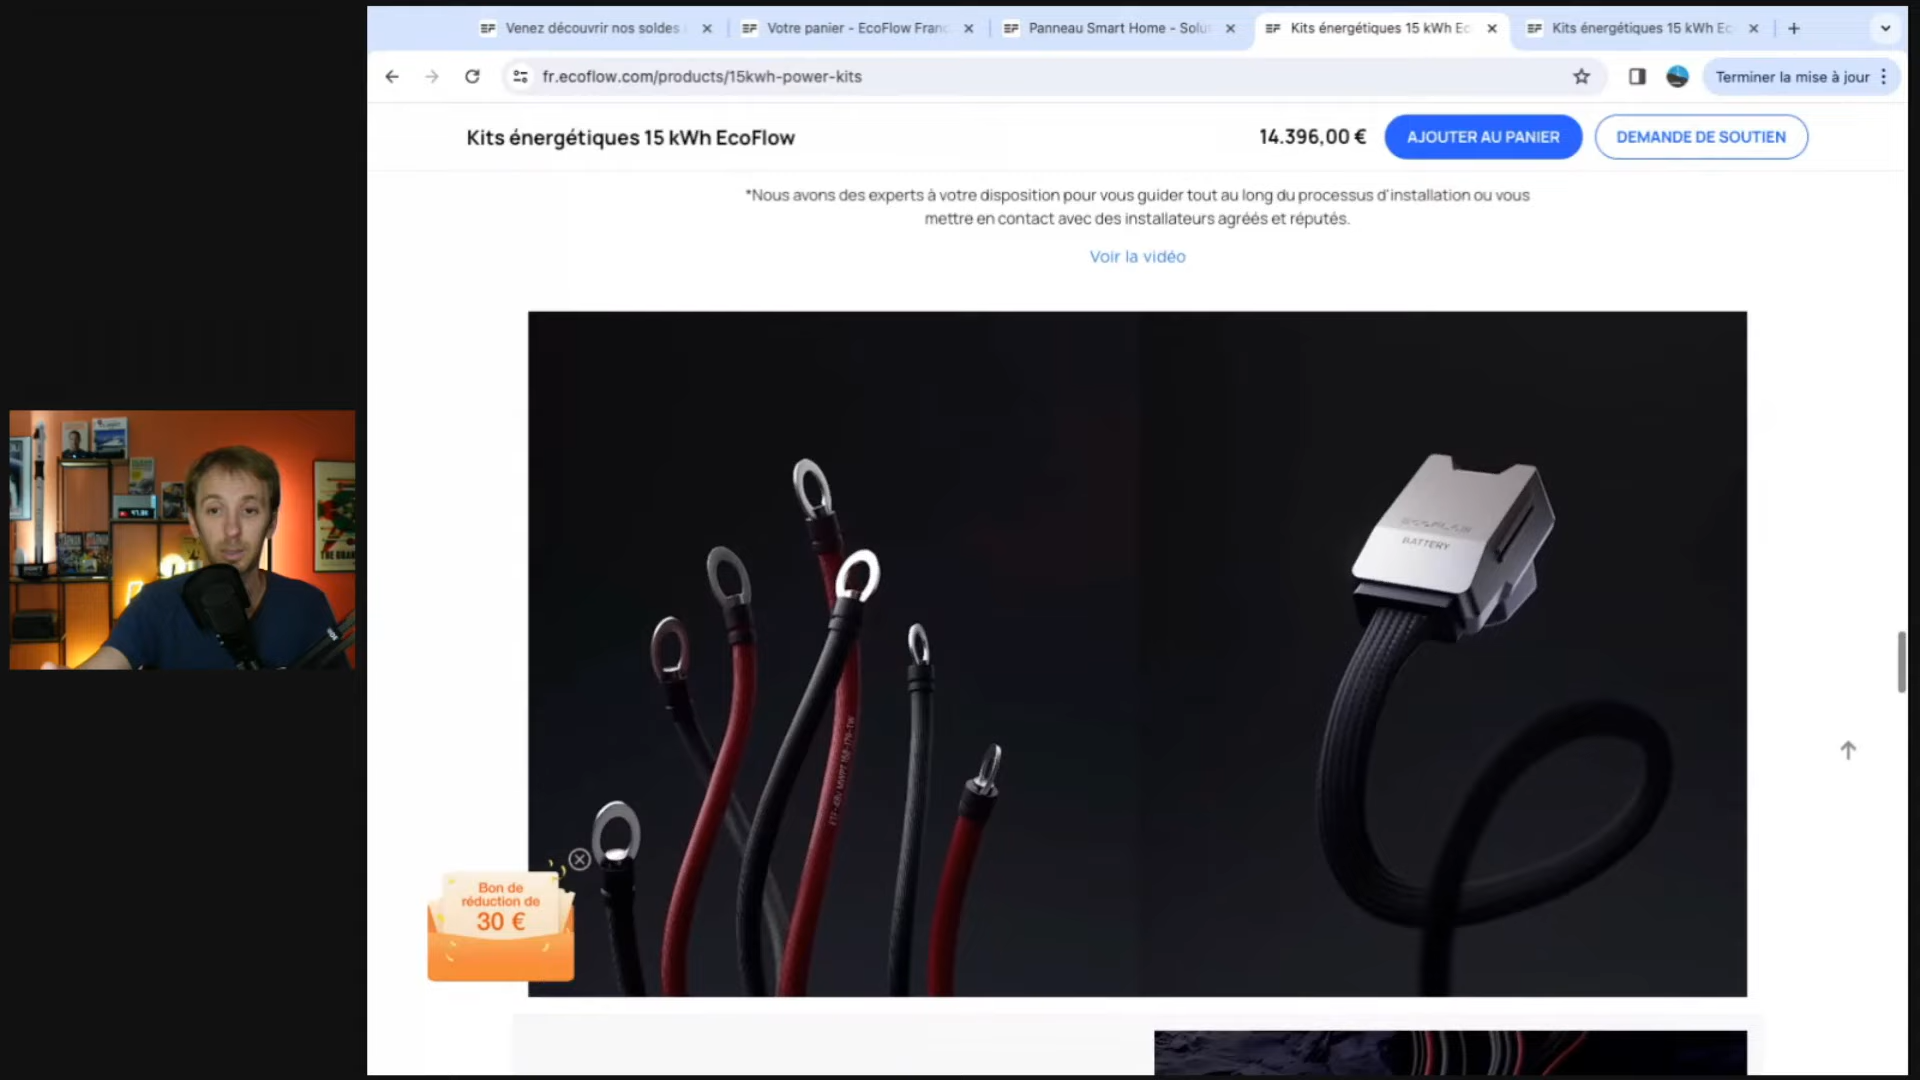 Venez découvrir nos soldes
Votre panier - EcoFlow Franc
Panneau Smart Home - Solu
Kits énergétiques 15 kWh Ec
Kits énergétiques 15 kWh Ec
fr.ecoflow.com/products/15kwh-power-kits
Terminer la mise à jour
Kits énergétiques 15 kWh EcoFlow
14.396,00 €
AJOUTER AU PANIER
DEMANDE DE SOUTIEN
*Nous avons des experts à votre disposition pour vous guider tout au long du processus d'installation ou vous
mettre en contact avec des installateurs agréés et réputés.
Voir la vidéo
ECOFLOW
BATTERY
Bon de
réduction de
30 €